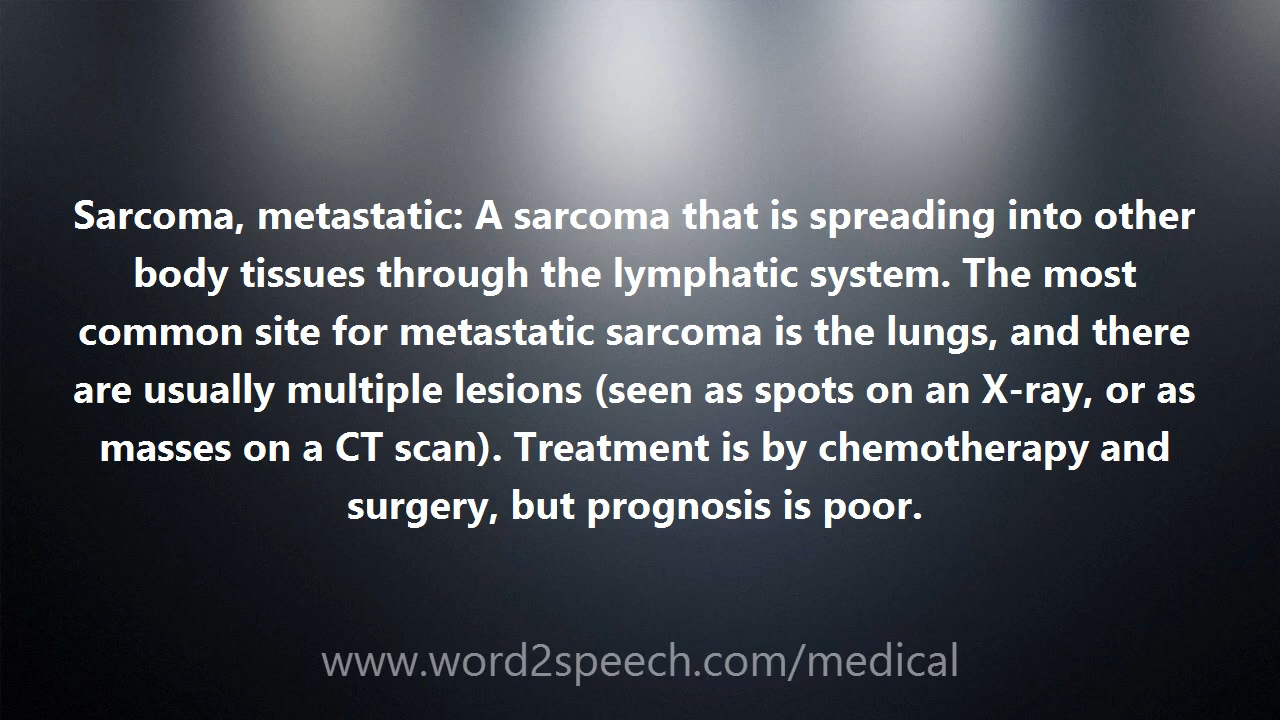 Sarcoma, metastatic: A sarcoma that is spreading into other
body tissues through the lymphatic system. The most
common site for metastatic sarcoma is the lungs, and there
are usually multiple lesions (seen as spots on an X-ray, or as
masses on a CT scan). Treatment is by chemotherapy and
surgery, but prognosis is poor.
www.word2speech.com/medical